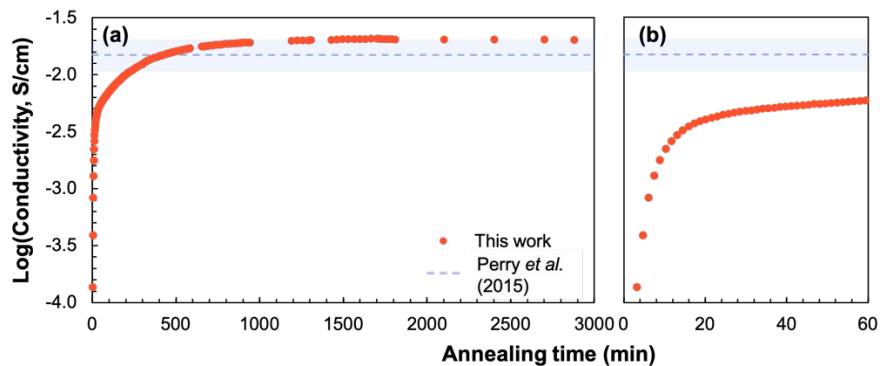 (a)
(b)
Log(Conductivity, S/cm)
-1.5
-2.0
-2.5
-3.0
-3.5
-4.0
This work
Perry et al.
(2015)
0 500 1000 1500 2000 2500 3000
0 20 40 60
Annealing time (min)